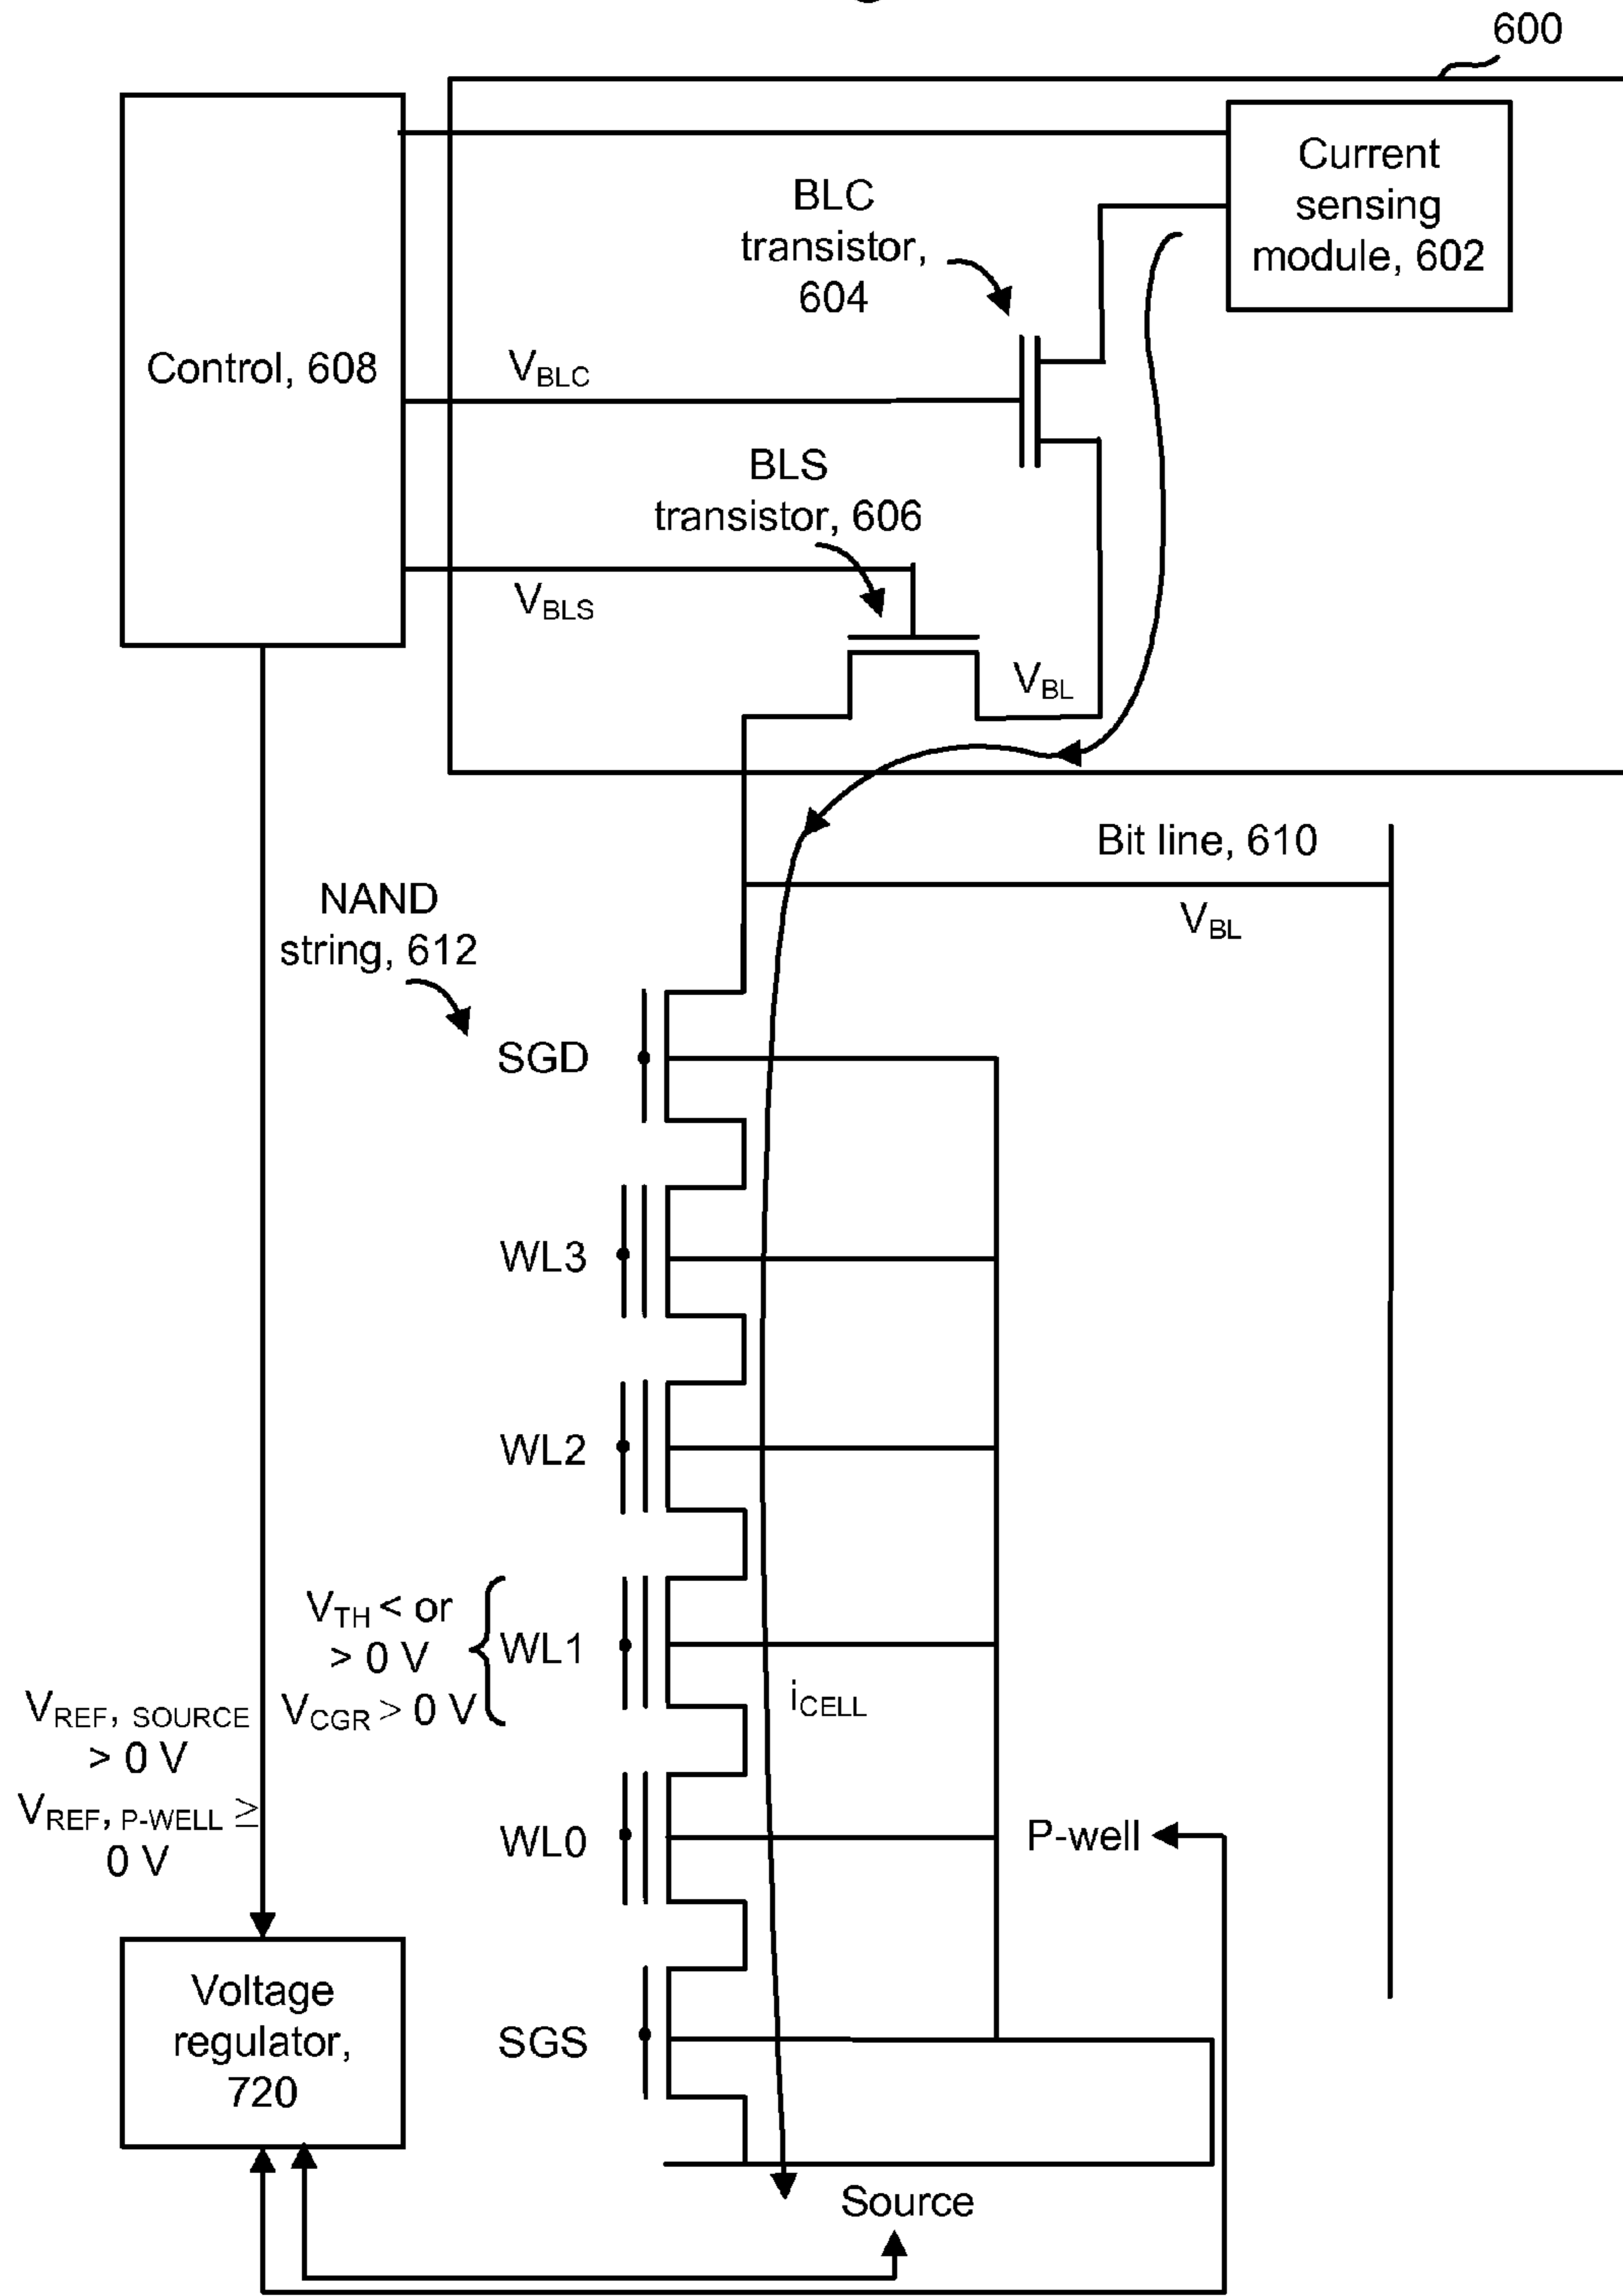 600
Current
sensing
module, 602
BLC
transistor,
604
Control, 608
VBLC
BLS
transistor, 606
VBLS
VBL
Bit line, 610
VBL
NAND
string, 612
SGD
WL3
WL2
VTH < or
> 0 V
VCGR > 0 V
WL1
iCELL
VREF, SOURCE
> 0 V
VREF, P-WELL ≥
0 V
WL0
P-well
Voltage
regulator,
720
SGS
Source